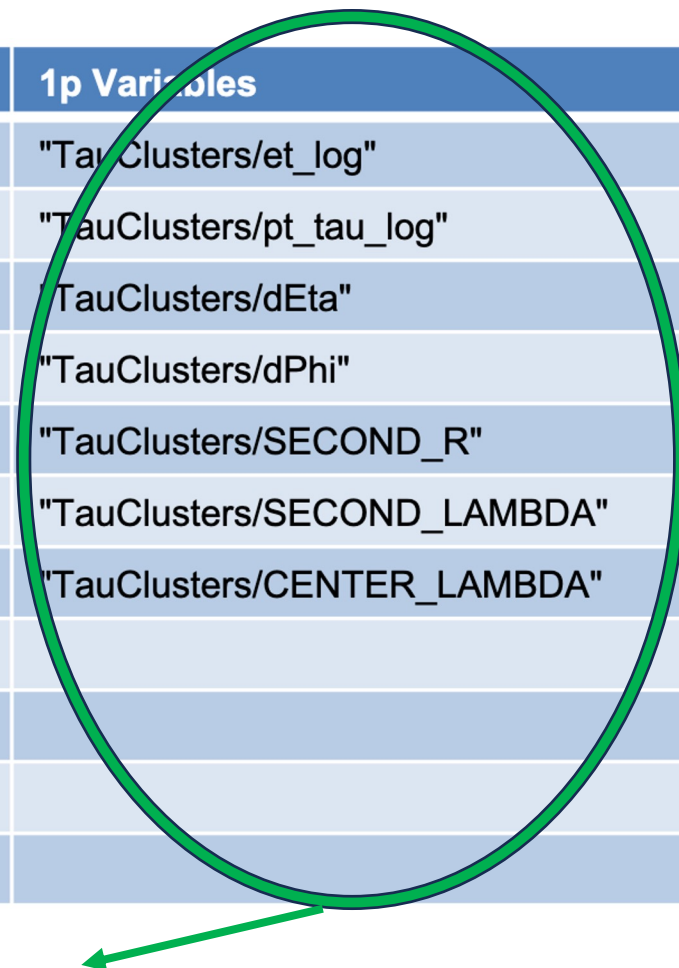 1p Variables
"TauClusters/et_log"
"TauClusters/pt_tau_log"
"TauClusters/dEta"
"TauClusters/dPhi"
"TauClusters/SECOND_R"
"TauClusters/SECOND_LAMBDA"
"TauClusters/CENTER_LAMBDA"